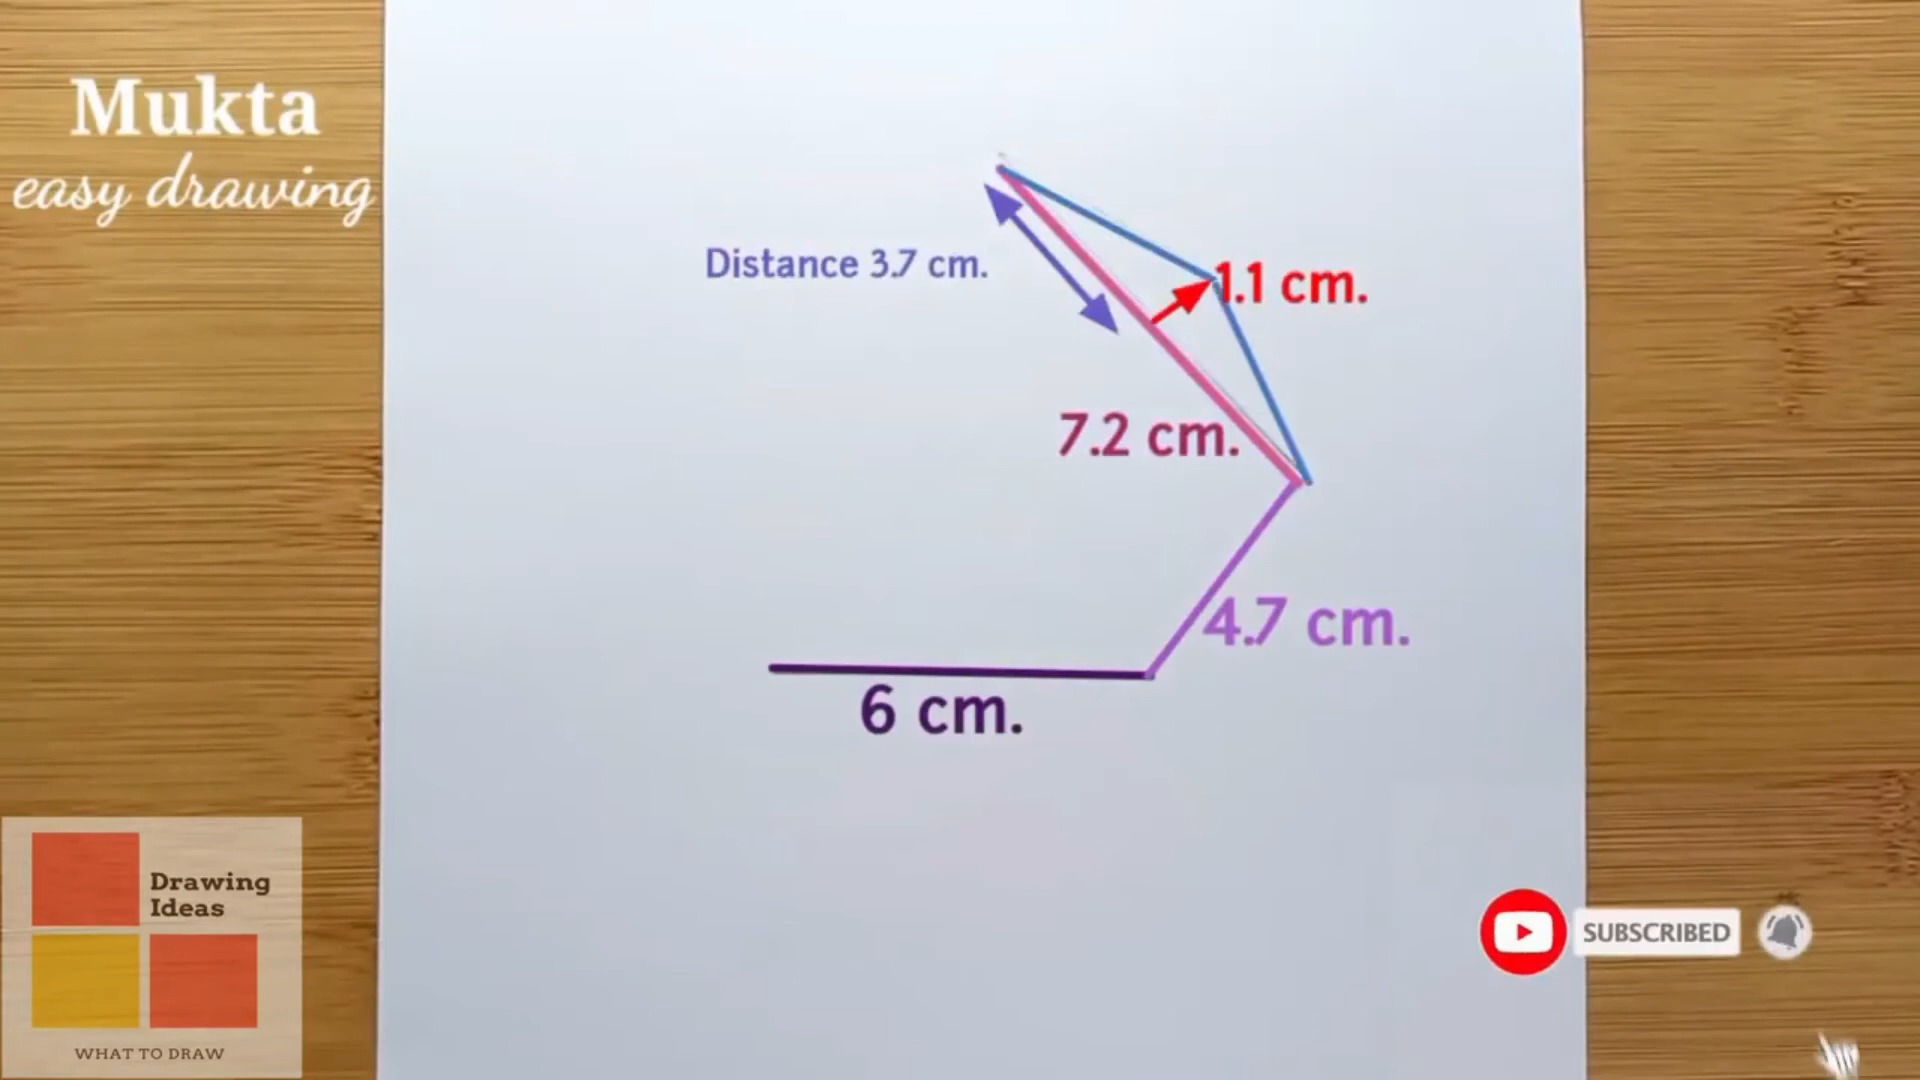 Mukta
easy drawing
Distance 3.7 cm.
1.1 cm.
7.2 cm.
4.7 cm.
6 cm.
Drawing
Ideas
WHAT TO DRAW
SUBSCRIBED